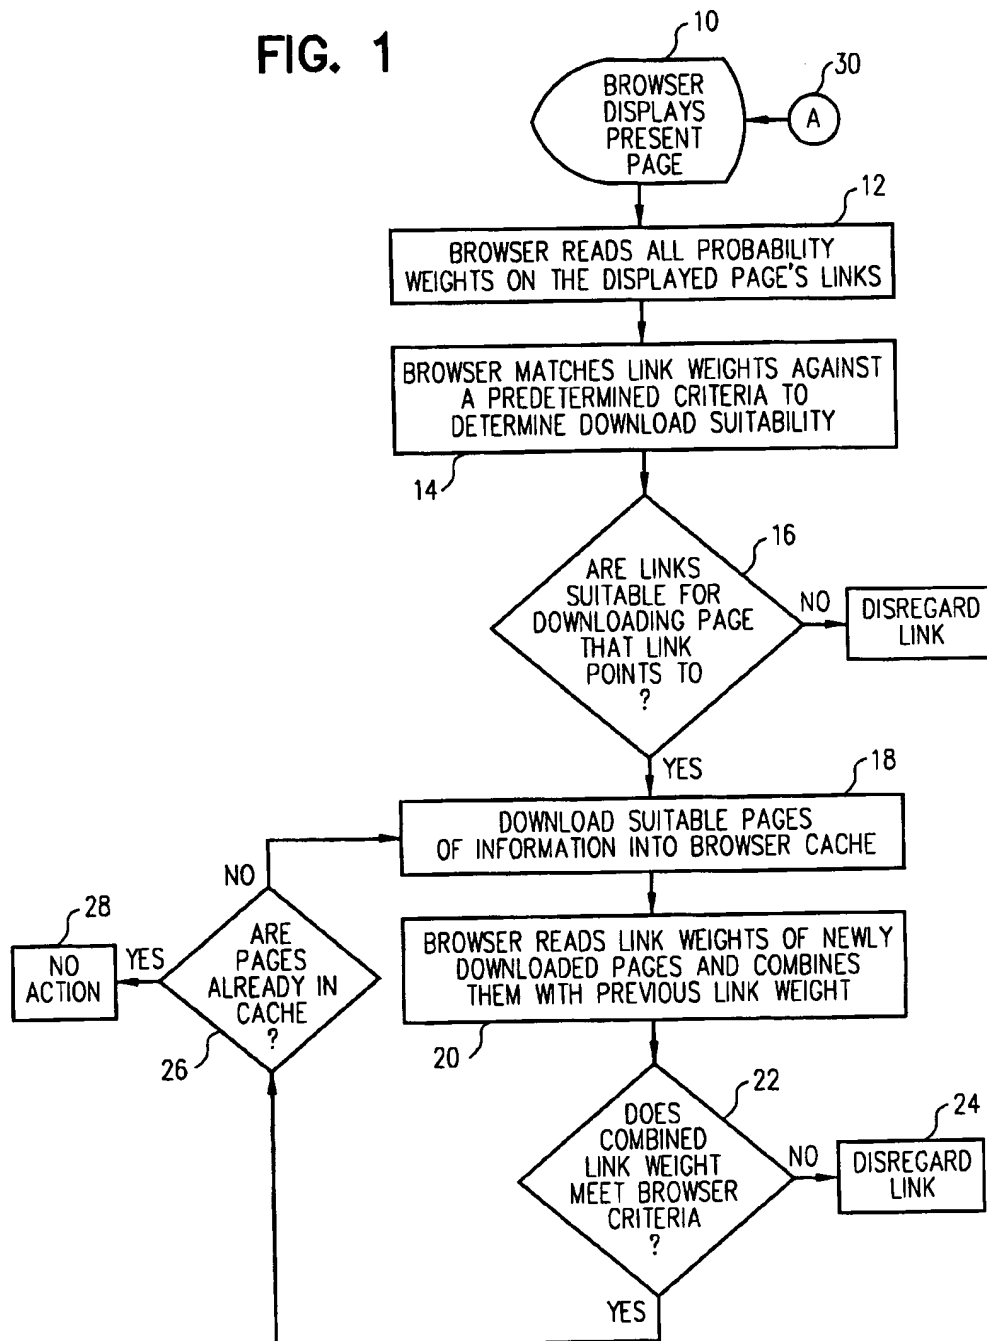 FIG. 1
10
BROWSER
DISPLAYS
PRESENT
PAGE
30
A
12
BROWSER READS ALL PROBABILITY
WEIGHTS ON THE DISPLAYED PAGE'S LINKS
BROWSER MATCHES LINK WEIGHTS AGAINST
A PREDETERMINED CRITERIA TO
DETERMINE DOWNLOAD SUITABILITY
14
16
ARE LINKS
SUITABLE FOR
DOWNLOADING PAGE
THAT LINK
POINTS TO
?
NO
DISREGARD
LINK
YES
18
DOWNLOAD SUITABLE PAGES
OF INFORMATION INTO BROWSER CACHE
NO
28
NO
ACTION
YES
ARE
PAGES
ALREADY IN
CACHE
?
26
BROWSER READS LINK WEIGHTS OF NEWLY
DOWNLOADED PAGES AND COMBINES
THEM WITH PREVIOUS LINK WEIGHT
20
22
DOES
COMBINED
LINK WEIGHT
MEET BROWSER
CRITERIA
?
NO
24
DISREGARD
LINK
YES